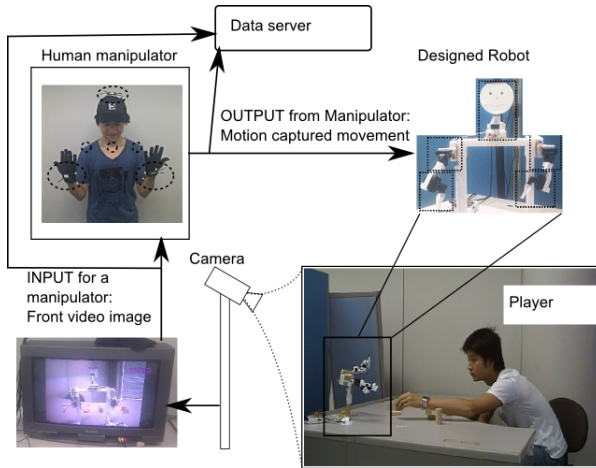 Data server
Human manipulator
Designed Robot
OUTPUT from Manipulator:
Motion captured movement
Camera
INPUT for a
manipulator:
Front video image
Player